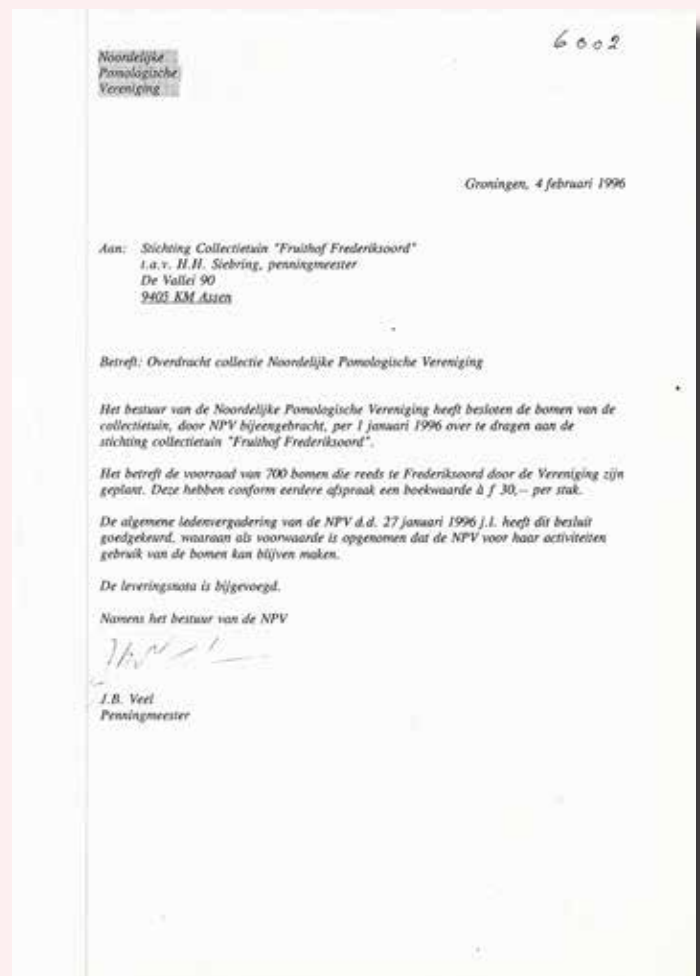 6002
Noordelijke
Pomologische
Vereniging
Groningen, 4 februari 1996
Aan: Stichting Collectietuin "Fruithof Frederiksoord"
t.a.v. H.H. Siebring, penningmeester
De Vallei 90
9405 KM Assen
Betreft: Overdracht collectie Noordelijke Pomologische Vereniging
Het bestuur van de Noordelijke Pomologische Vereniging heeft besloten de bomen van de
collectietuin, door NPV bijeengebracht, per 1 januari 1996 over te dragen aan de
stichting collectietuin "Fruithof Frederiksoord".
Het betreft de voorraad van 700 bomen die reeds te Frederiksoord door de Vereniging zijn
geplant. Deze hebben conform eerdere afspraak een boekwaarde à f 30,-- per stuk.
De algemene ledenvergadering van de NPV d.d. 27 januari 1996 j.l. heeft dit besluit
goedgekeurd, waaraan als voorwaarde is opgenomen dat de NPV voor haar activiteiten
gebruik van de bomen kan blijven maken.
De leveringsnota is bijgevoegd.
Namens het bestuur van de NPV
J.B. Veel
Penningmeester